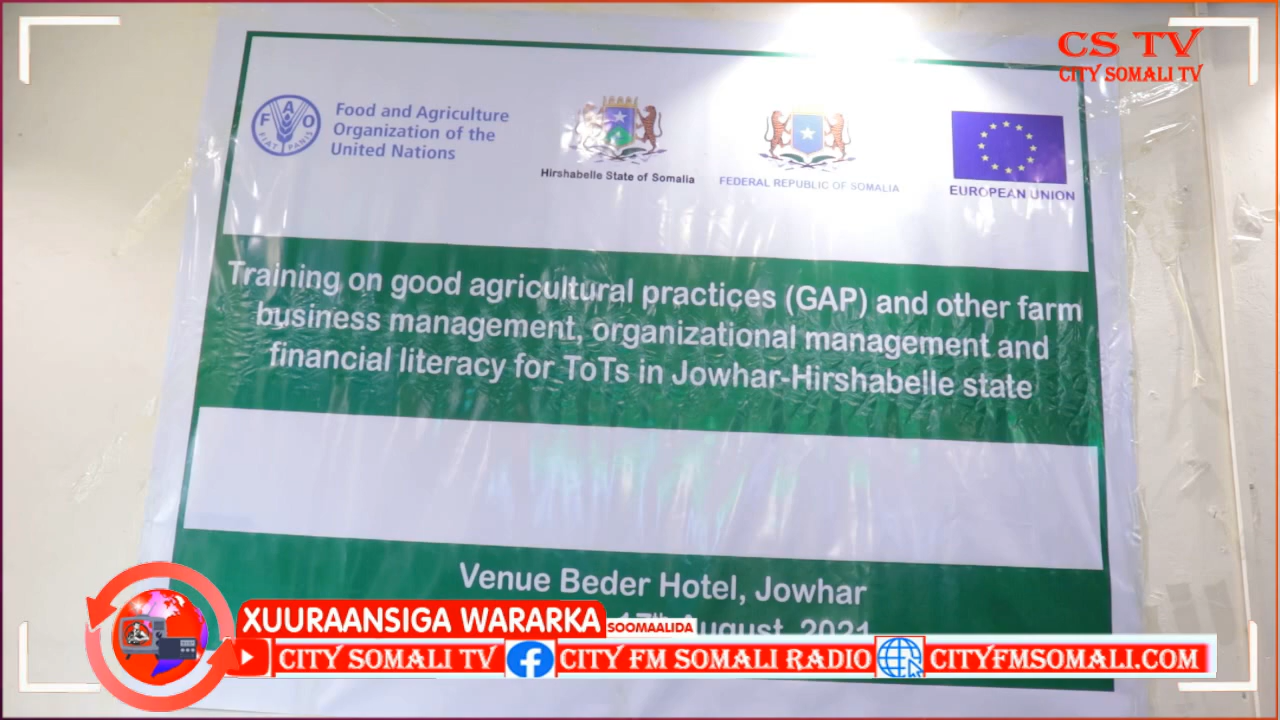 CS TV
CITY SOMALI TV
FAO
FIAT PANIS
Food and Agriculture
Organization of the
United Nations
Hirshabelle State of Somalia
FEDERAL REPUBLIC OF SOMALIA
EUROPEAN UNION
Training on good agricultural practices (GAP) and other farm
business management, organizational management and
financial literacy for ToTs in Jowhar-Hirshabelle state
Venue Beder Hotel, Jowhar
August, 2021
XUURAANSIGA WARARKA
SOOMAALIDA
CITY SOMALI TV
CITY FM SOMALI RADIO
CITYFMSOMALI.COM